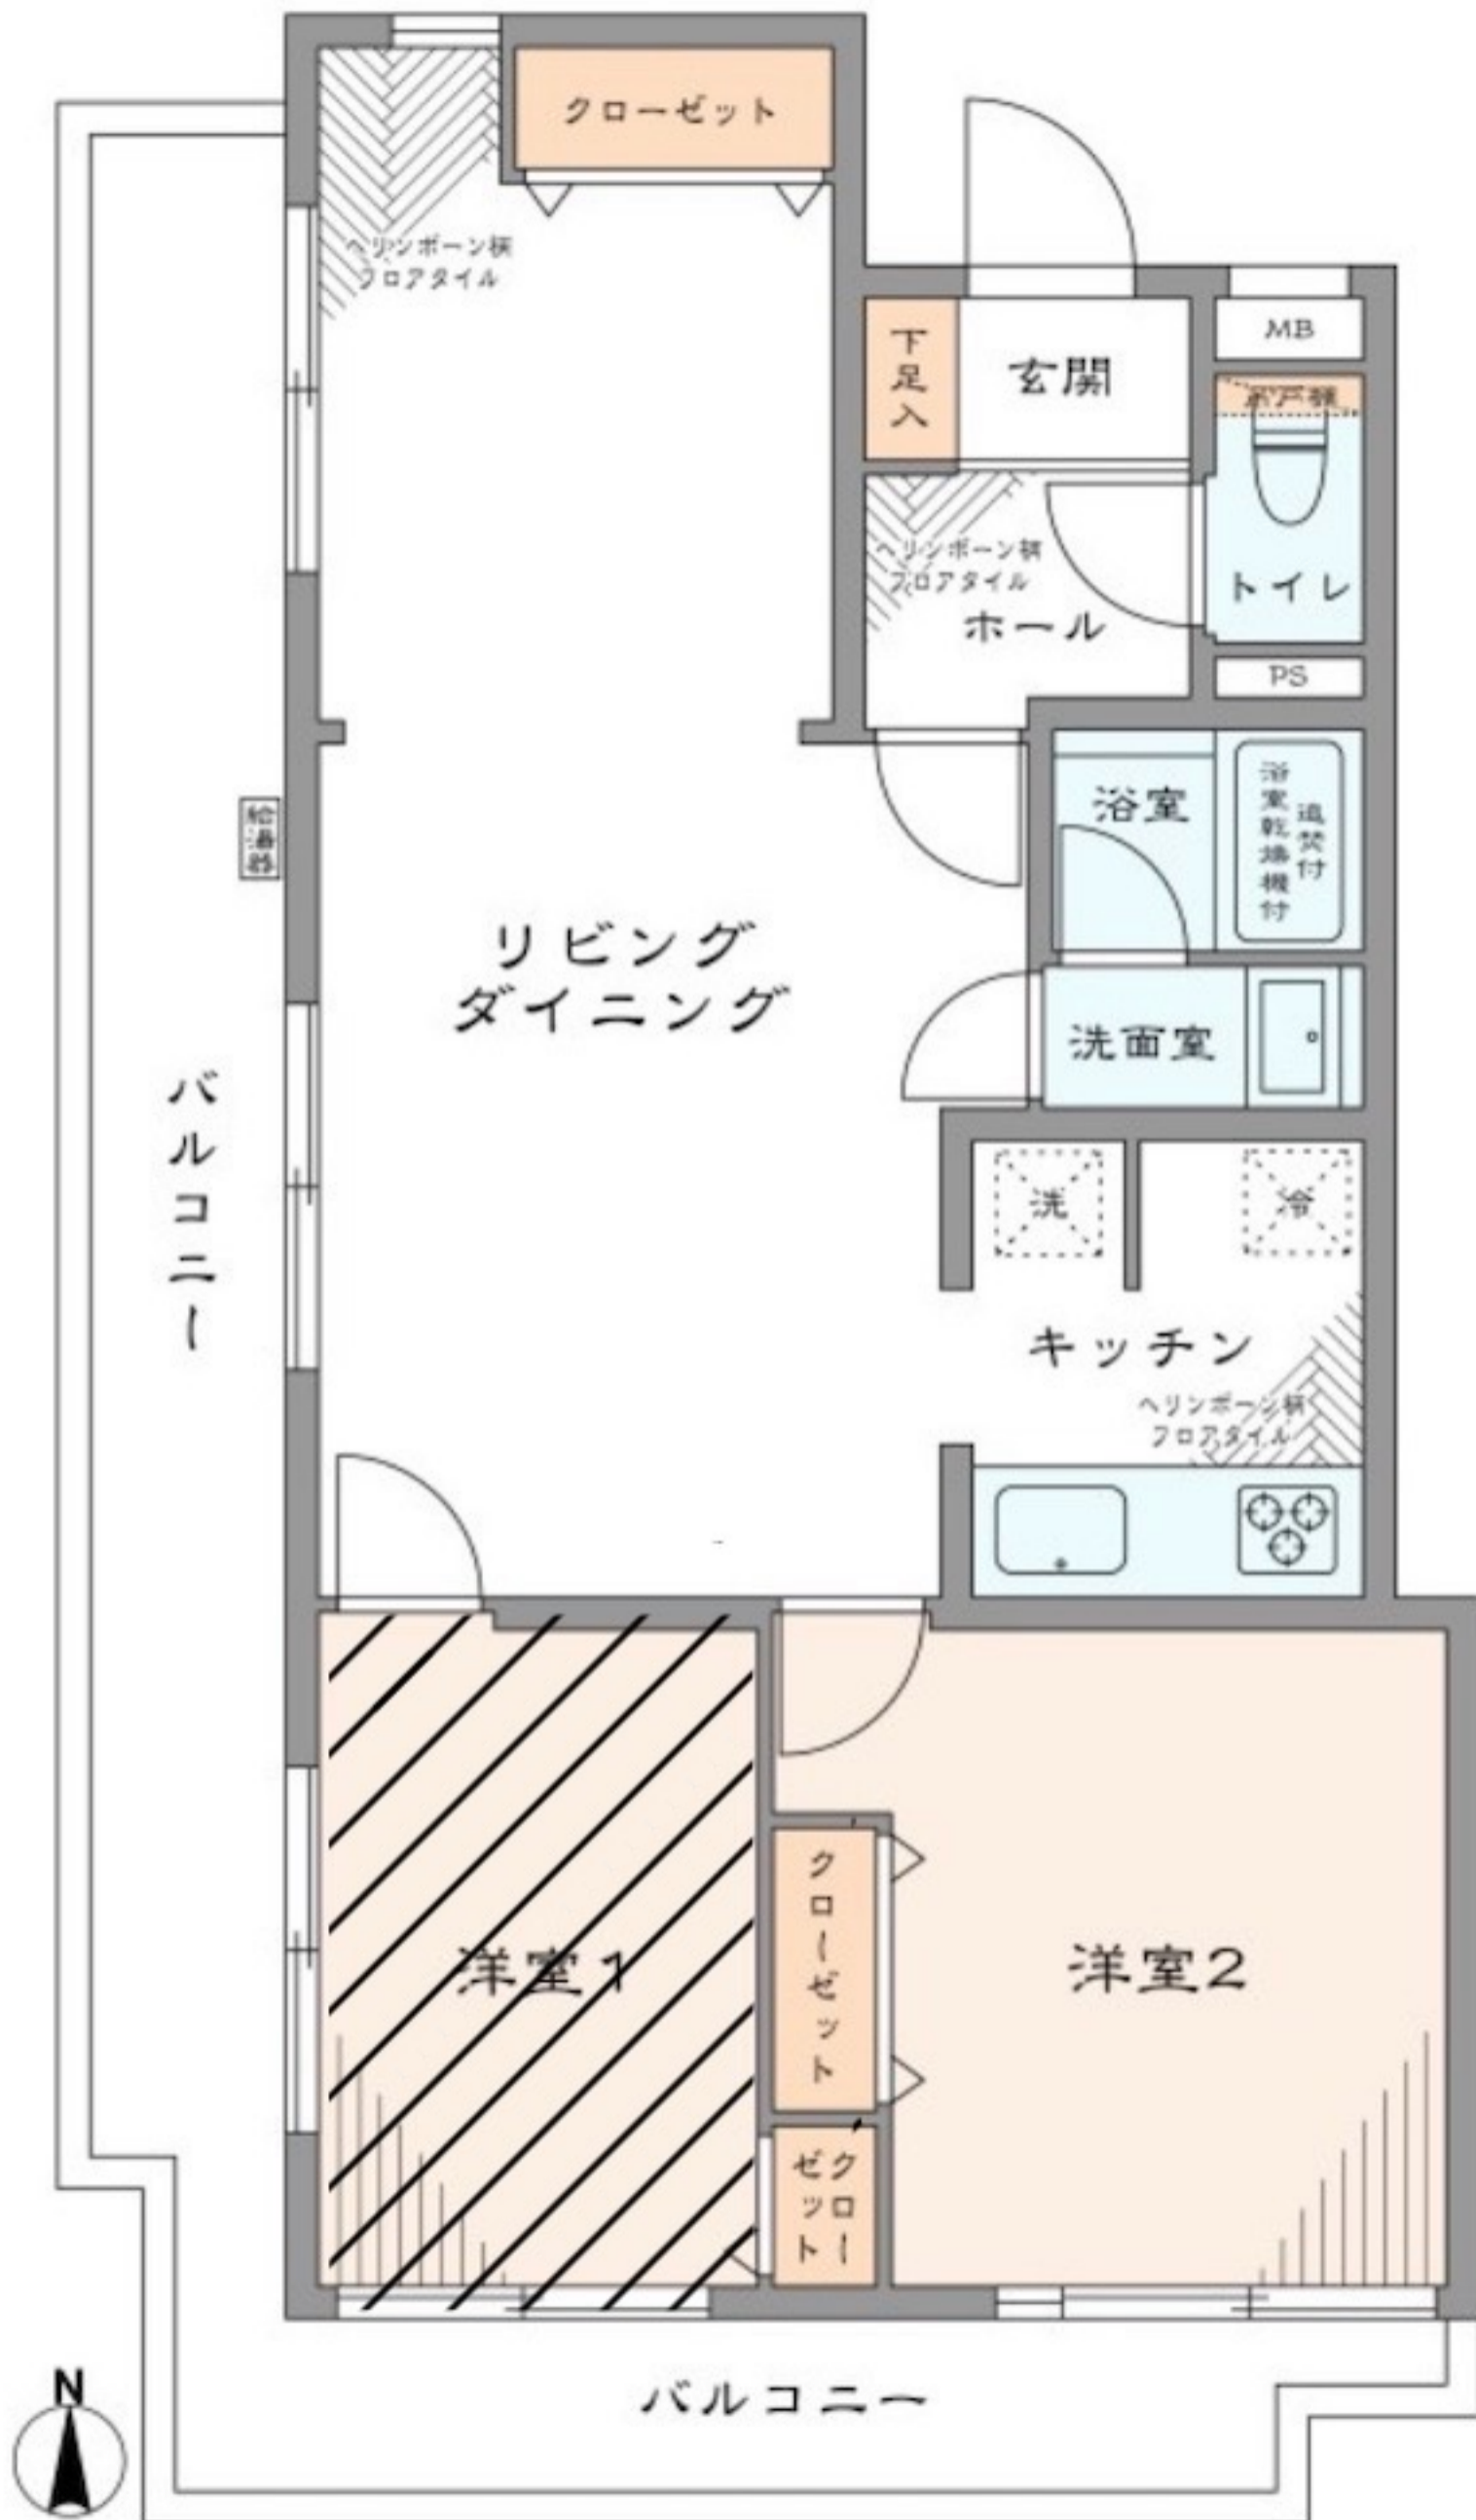 クローゼット
ヘリンボーン柄
フロアタイル
MB
下足入
玄関
吊戸棚
ヘリンボーン柄
フロアタイル
トイレ
ホール
PS
給湯器
浴室
追焚付
浴室乾燥機付
リビング
ダイニング
洗面室
バルコニー
洗
冷
キッチン
ヘリンボーン柄
フロアタイル
洋室1
クローゼット
洋室2
クロー
ゼット
バルコニー
N